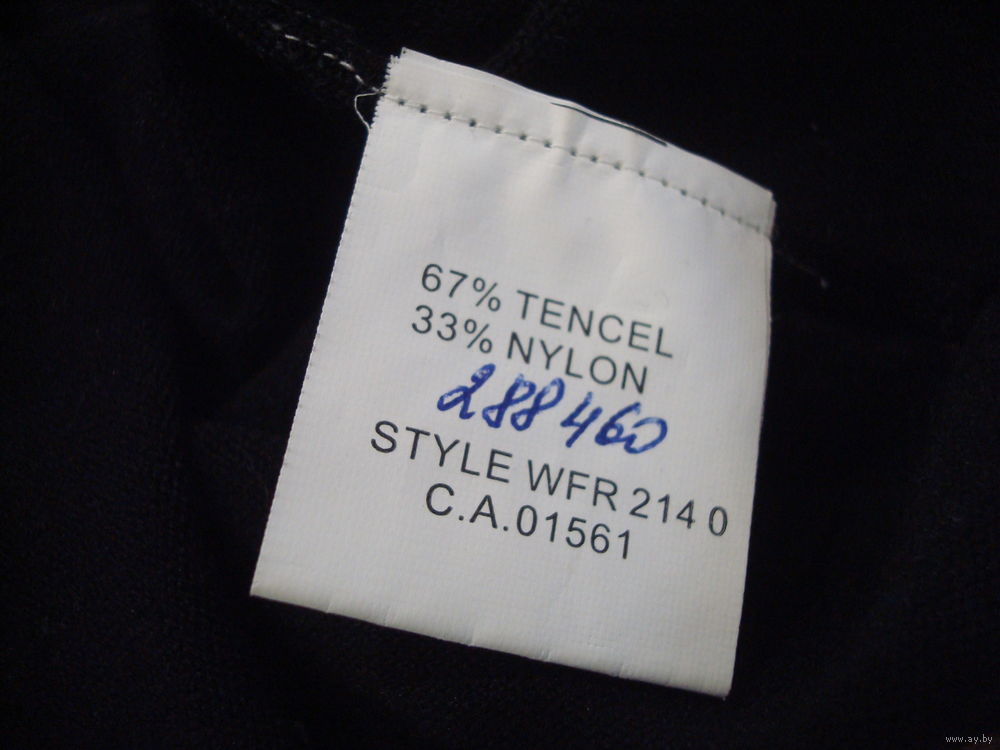 67% TENCEL
33% NYLON
288460
STYLE WFR 214 0
C.A.01561
www.ay.by